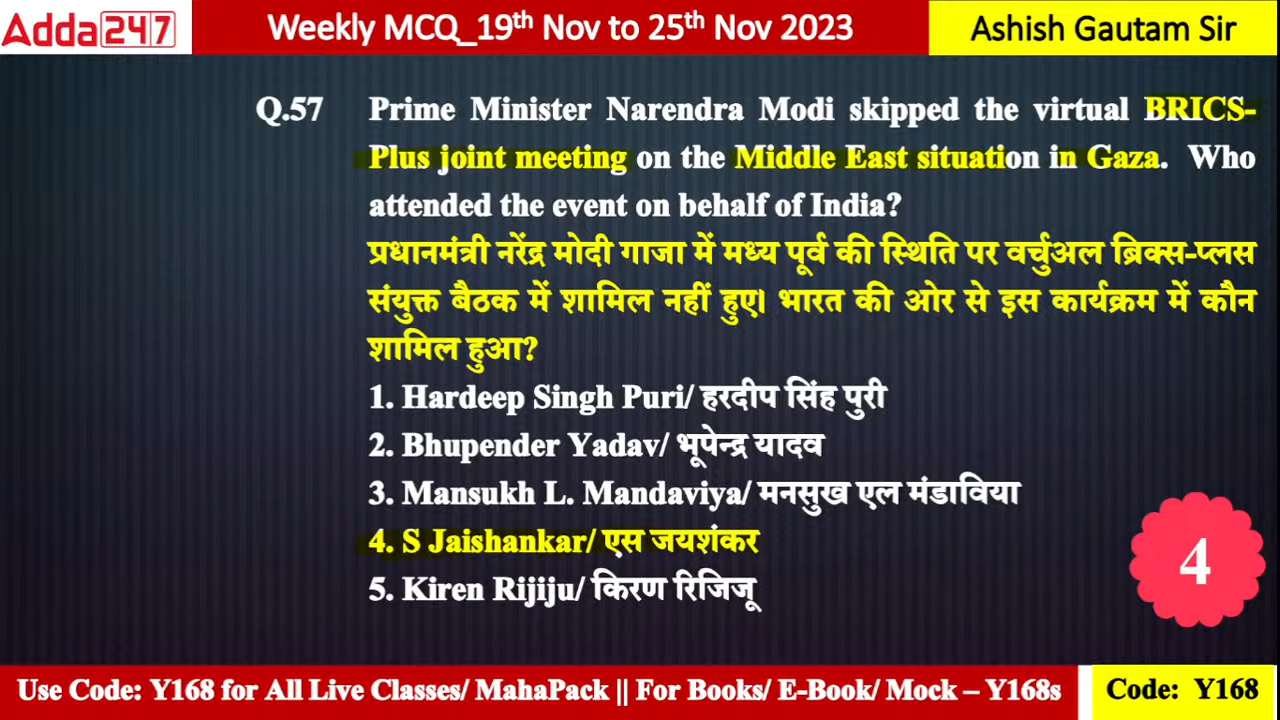 Adda247
Weekly MCQ_19th Nov to 25th Nov 2023
Ashish Gautam Sir
Q.57 Prime Minister Narendra Modi skipped the virtual BRICS-
Plus joint meeting on the Middle East situation in Gaza. Who
attended the event on behalf of India?
प्रधानमंत्री नरेंद्र मोदी गाजा में मध्य पूर्व की स्थिति पर वर्चुअल ब्रिक्स-प्लस
संयुक्त बैठक में शामिल नहीं हुए। भारत की ओर से इस कार्यक्रम में कौन
शामिल हुआ?
1. Hardeep Singh Puri/ हरदीप सिंह पुरी
2. Bhupender Yadav/ भूपेन्द्र यादव
3. Mansukh L. Mandaviya/ मनसुख एल मंडाविया
4. S Jaishankar/ एस जयशंकर
5. Kiren Rijiju/ किरण रिजिजू
4
Use Code: Y168 for All Live Classes/ MahaPack || For Books/ E-Book/ Mock – Y168s
Code: Y168